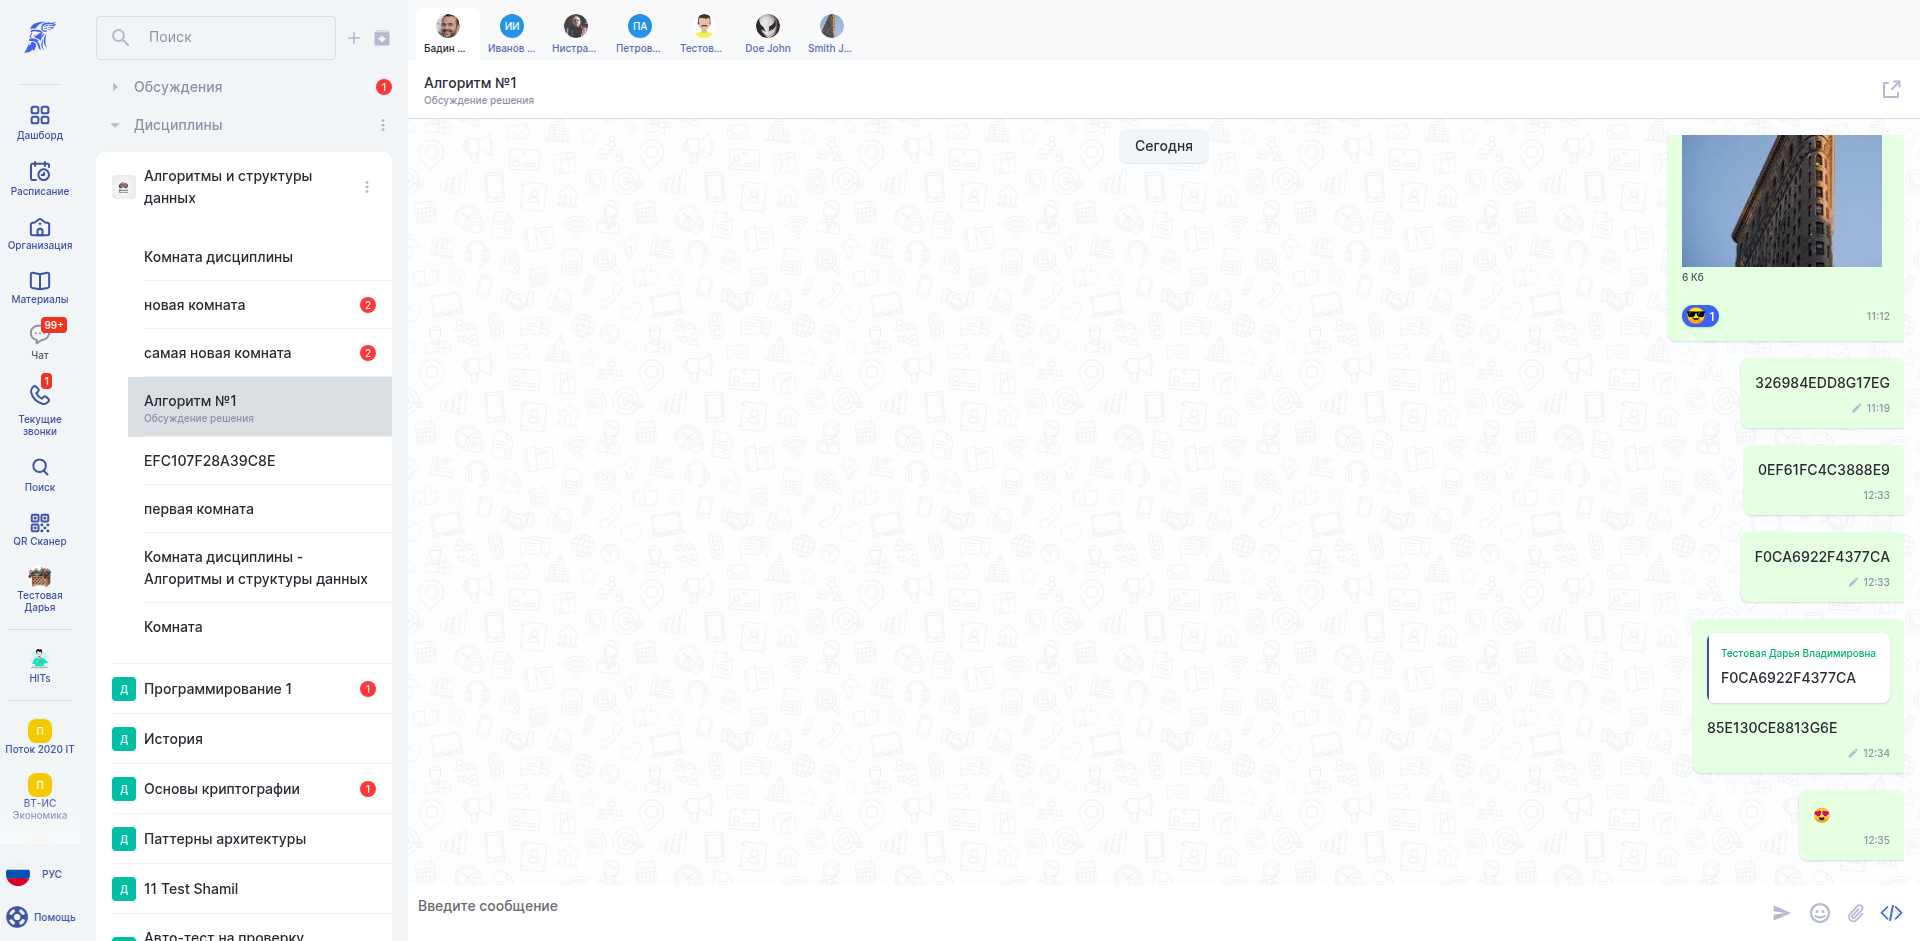 Дашборд
Расписание
Организация
Материалы
99+
Чат
1
Текущие
звонки
Поиск
QR Сканер
Тестовая
Дарья
HITs
П
Поток 2020 IT
П
ВТ-ИС
Экономика
РУС
Помощь
Поиск
Обсуждения
1
Дисциплины
Алгоритмы и структуры
данных
Комната дисциплины
новая комната
2
самая новая комната
2
Алгоритм №1
Обсуждение решения
EFC107F28A39C8E
первая комната
Комната дисциплины -
Алгоритмы и структуры данных
Комната
Д
Программирование 1
1
Д
История
Д
Основы криптографии
1
Д
Паттерны архитектуры
Д
11 Test Shamil
Авто-тест на проверку
Бадин ...
ИИ
Иванов ...
Нистра...
ПА
Петров...
Тестов...
Doe John
Smith J...
Алгоритм №1
Обсуждение решения
Сегодня
6 Кб
1
11:12
326984EDD8G17EG
11:19
0EF61FC4C3888E9
12:33
F0CA6922F4377CA
12:33
Тестовая Дарья Владимировна
F0CA6922F4377CA
85E130CE8813G6E
12:34
12:35
Введите сообщение